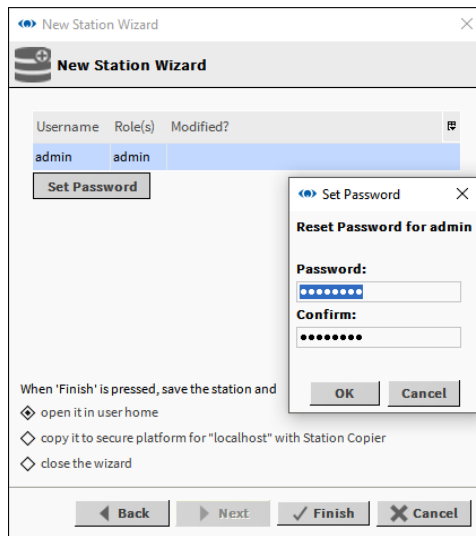 New Station Wizard
New Station Wizard
Username Role(s) Modified?
admin admin
Set Password
Set Password
Reset Password for admin
Password:
••••••••
Confirm:
••••••••
OK Cancel
When 'Finish' is pressed, save the station and
open it in user home
copy it to secure platform for "localhost" with Station Copier
close the wizard
Back Next Finish Cancel